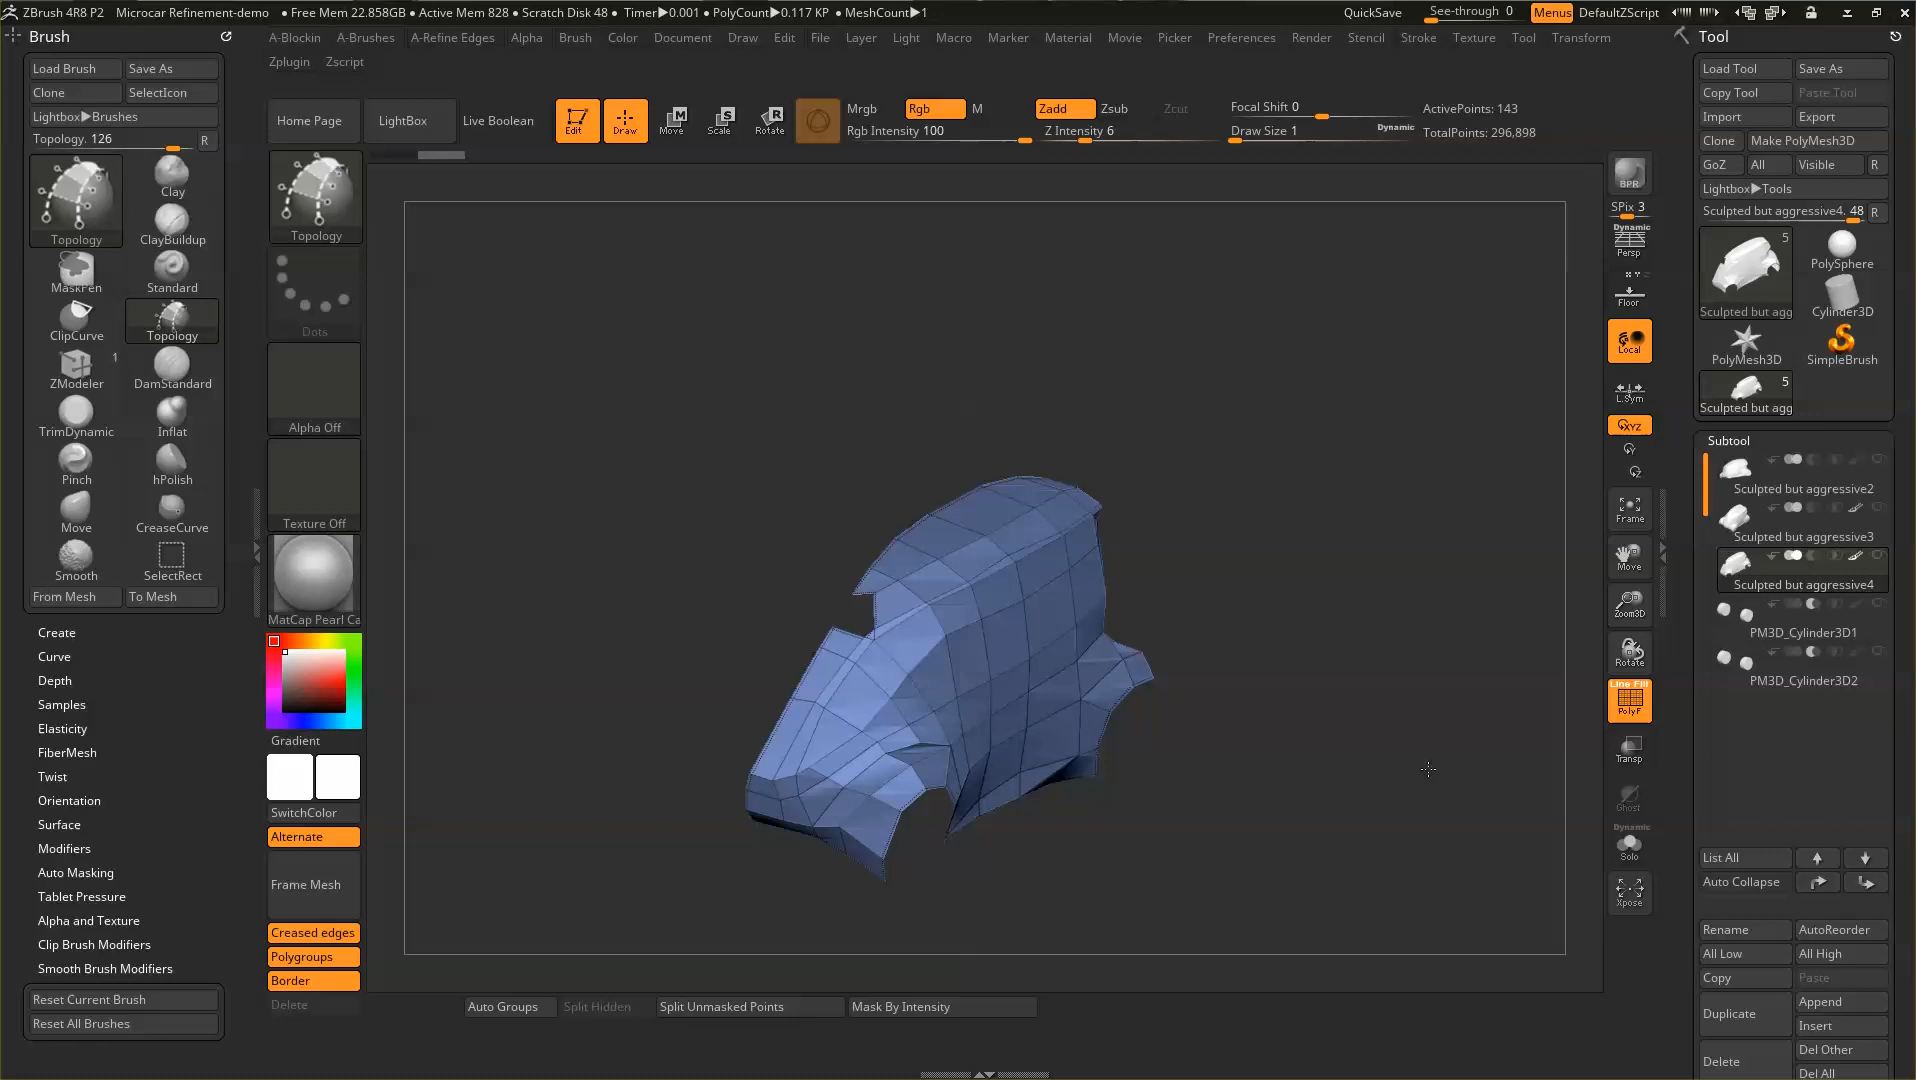 ZBrush 4R8 P2 Microcar Refinement-demo ● Free Mem 22.858GB ● Active Mem 828 ● Scratch Disk 48 ● Timer▶0.001 ● PolyCount▶0.117 KP ● MeshCount▶1
QuickSave See-through 0 Menus DefaultZScript
Brush
A-Blockin A-Brushes A-Refine Edges Alpha Brush Color Document Draw Edit File Layer Light Macro Marker Material Movie Picker Preferences Render Stencil Stroke Texture Tool Transform
Zplugin Zscript
Load Brush Save As
Clone SelectIcon
Lightbox▶Brushes
Topology. 126 R
Topology
Clay
ClayBuildup
MaskPen Standard
ClipCurve Topology
1
ZModeler DamStandard
TrimDynamic Inflat
Pinch hPolish
Move CreaseCurve
Smooth SelectRect
From Mesh To Mesh
Create
Curve
Depth
Samples
Elasticity
FiberMesh
Twist
Orientation
Surface
Modifiers
Auto Masking
Tablet Pressure
Alpha and Texture
Clip Brush Modifiers
Smooth Brush Modifiers
Reset Current Brush
Reset All Brushes
Home Page LightBox Live Boolean
Edit Draw Move Scale Rotate
M S R
Mrgb Rgb M
Rgb Intensity 100
Zadd Zsub Zcut
Z Intensity 6
Focal Shift 0
Draw Size 1 Dynamic
ActivePoints: 143
TotalPoints: 296,898
Topology
Dots
Alpha Off
Texture Off
MatCap Pearl Ca
Gradient
SwitchColor
Alternate
Frame Mesh
Creased edges
Polygroups
Border
Delete
Auto Groups Split Hidden Split Unmasked Points Mask By Intensity
BPR
SPix 3
Dynamic
Persp
Floor
Local
L.Sym
XYZ
Y
Z
Frame
Move
Zoom3D
Rotate
Line Fill
PolyF
Transp
Ghost
Dynamic
Solo
Xpose
Tool
Load Tool Save As
Copy Tool Paste Tool
Import Export
Clone Make PolyMesh3D
GoZ All Visible R
Lightbox▶Tools
Sculpted but aggressive4. 48 R
5
PolySphere
Sculpted but agg Cylinder3D
PolyMesh3D SimpleBrush
5
Sculpted but agg
Subtool
Sculpted but aggressive2
Sculpted but aggressive3
Sculpted but aggressive4
PM3D_Cylinder3D1
PM3D_Cylinder3D2
List All
Auto Collapse
Rename AutoReorder
All Low All High
Copy Paste
Duplicate Append
Insert
Delete Del Other
Del All